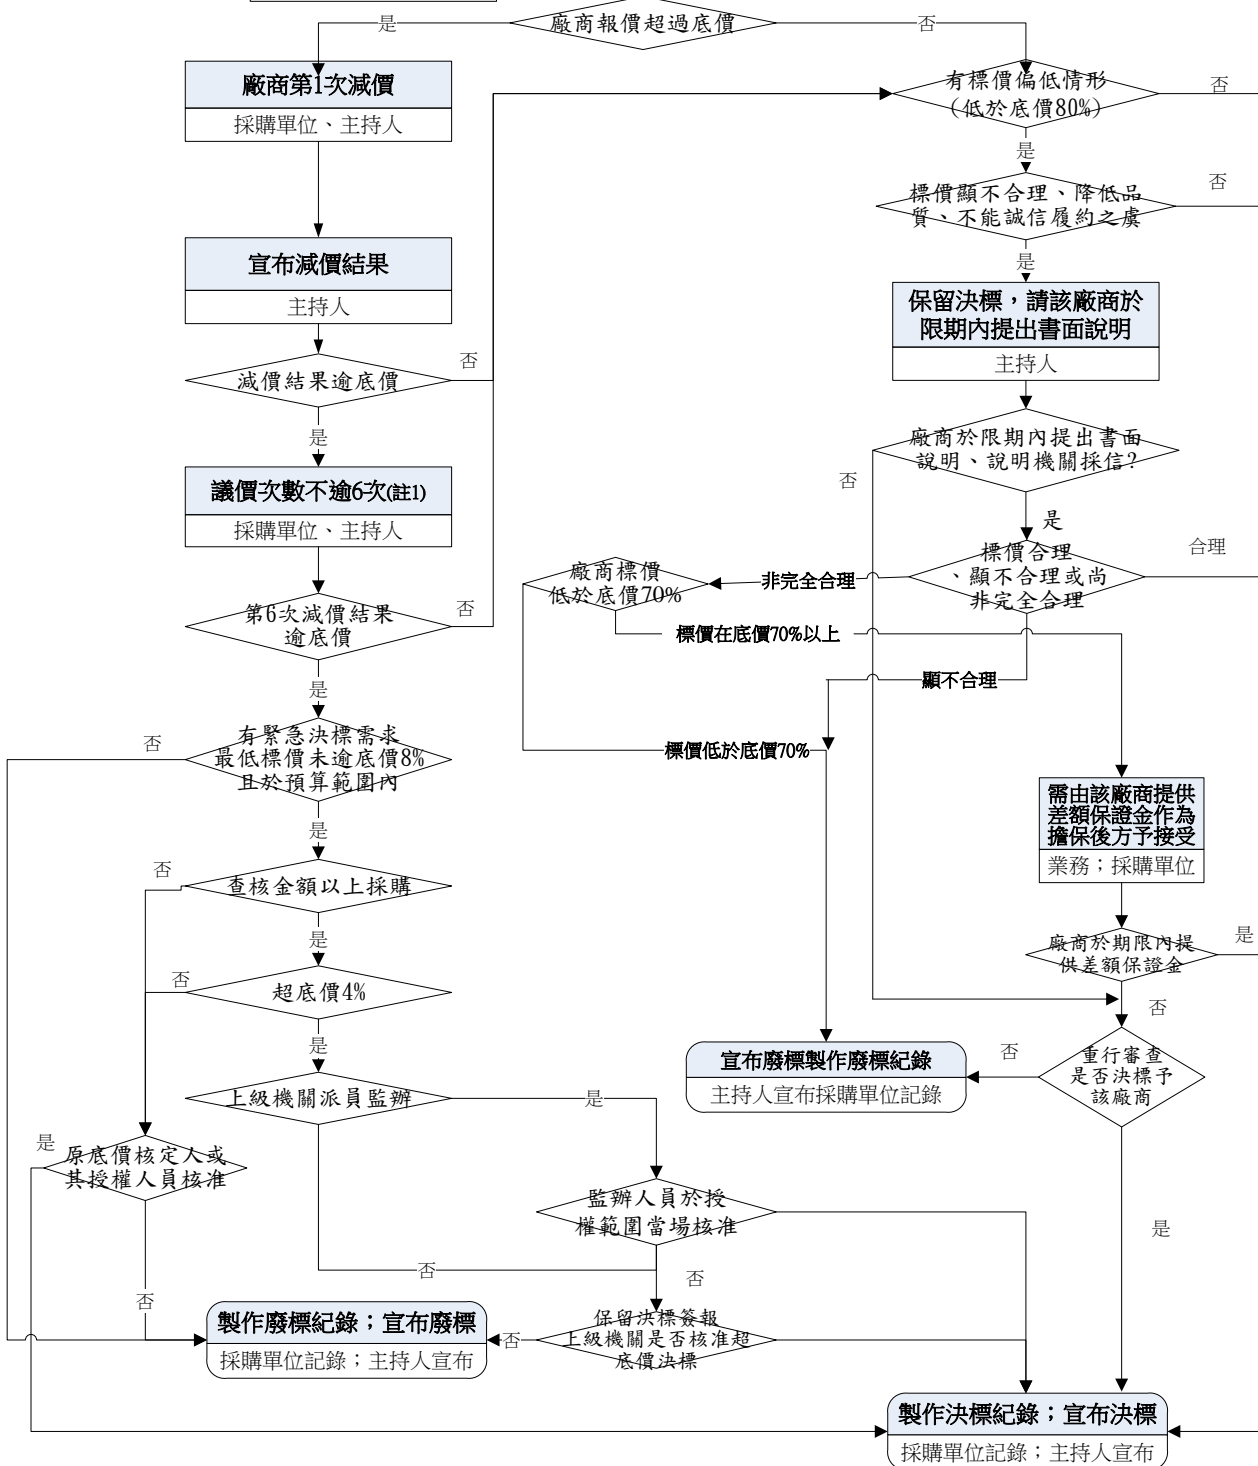 廠商報價超過底價
是
否
廠商第1次減價
採購單位、主持人
有標價偏低情形
(低於底價80%)
否
是
標價顯不合理、降低品
質、不能誠信履約之虞
否
是
宣布減價結果
主持人
保留決標，請該廠商於
限期內提出書面說明
主持人
減價結果逾底價
否
是
廠商於限期內提出書面
說明、說明機關採信?
否
是
議價次數不逾6次(註1)
採購單位、主持人
標價合理
、顯不合理或尚
非完全合理
合理
非完全合理
廠商標價
低於底價70%
標價在底價70%以上
顯不合理
標價低於底價70%
第6次減價結果
逾底價
否
是
有緊急決標需求
最低標價未逾底價8%
且於預算範圍內
否
是
需由該廠商提供
差額保證金作為
擔保後方予接受
業務；採購單位
查核金額以上採購
否
是
廠商於期限內提
供差額保證金
是
否
超底價4%
否
是
宣布廢標製作廢標紀錄
主持人宣布採購單位記錄
否
重行審查
是否決標予
該廠商
是
上級機關派員監辦
是
否
原底價核定人或
其授權人員核准
是
否
監辦人員於授
權範圍當場核准
否
保留決標簽報
上級機關是否核准超
底價決標
否
製作廢標紀錄；宣布廢標
採購單位記錄；主持人宣布
製作決標紀錄；宣布決標
採購單位記錄；主持人宣布